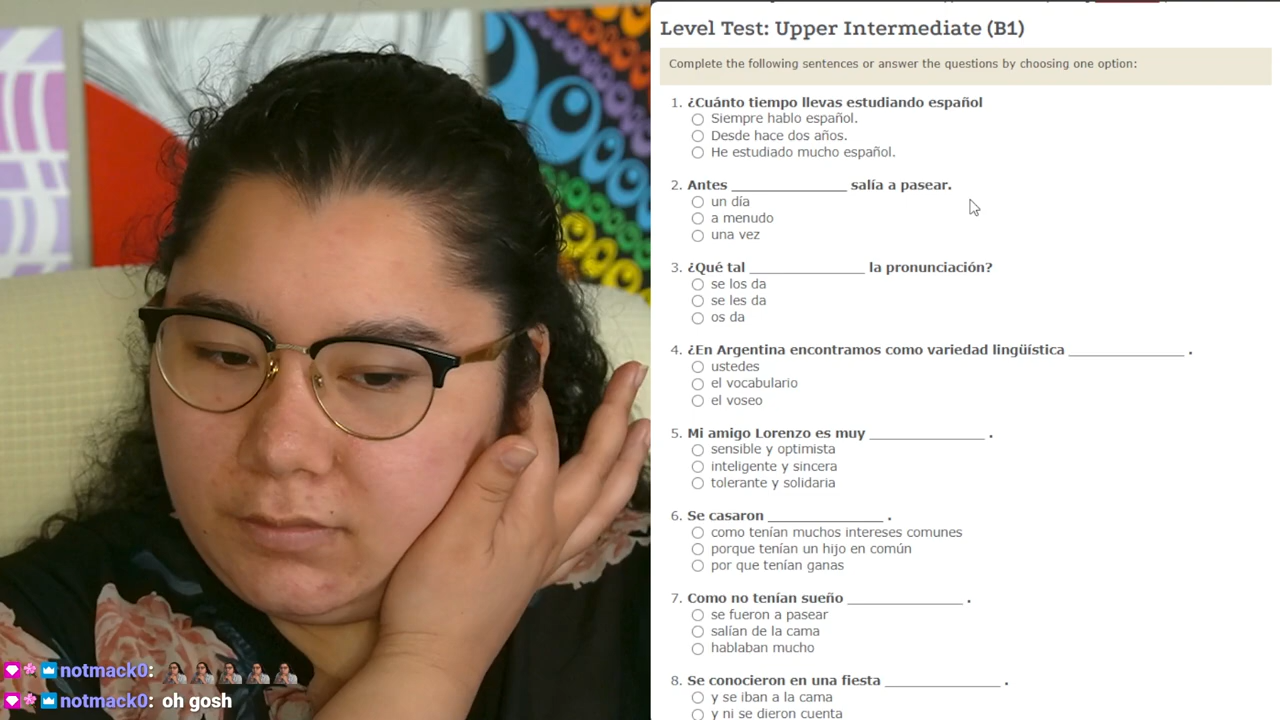 Level Test: Upper Intermediate (B1)
Complete the following sentences or answer the questions by choosing one option:
1. ¿Cuánto tiempo llevas estudiando español
Siempre hablo español.
Desde hace dos años.
He estudiado mucho español.
2. Antes _______________ salía a pasear.
un día
a menudo
una vez
3. ¿Qué tal _______________ la pronunciación?
se los da
se les da
os da
4. ¿En Argentina encontramos como variedad lingüística _______________ .
ustedes
el vocabulario
el voseo
5. Mi amigo Lorenzo es muy _______________ .
sensible y optimista
inteligente y sincera
tolerante y solidaria
6. Se casaron _______________ .
como tenían muchos intereses comunes
porque tenían un hijo en común
por que tenían ganas
7. Como no tenían sueño _______________ .
se fueron a pasear
salían de la cama
hablaban mucho
8. Se conocieron en una fiesta _______________ .
y se iban a la cama
y ni se dieron cuenta
notmack0:
notmack0: oh gosh